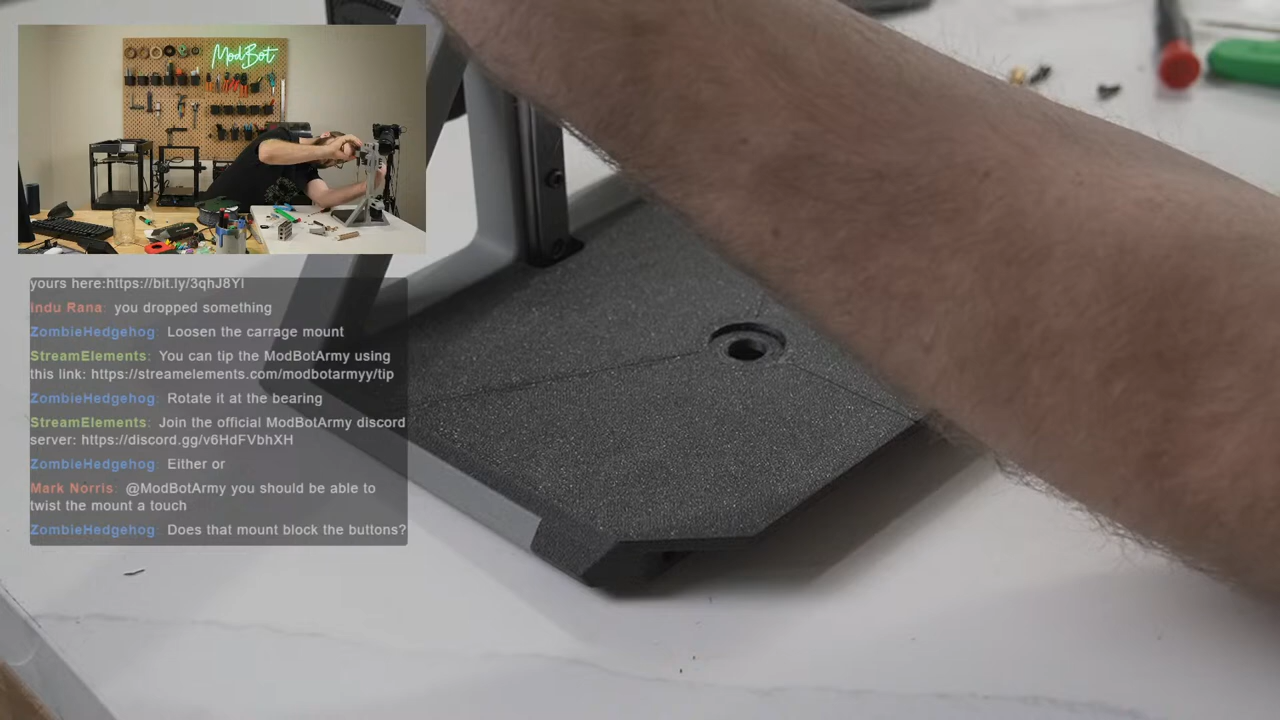 ModBot
yours here:https://bit.ly/3qhJ8YI
Indu Rana: you dropped something
ZombieHedgehog: Loosen the carrage mount
StreamElements: You can tip the ModBotArmy using
this link: https://streamelements.com/modbotarmyy/tip
ZombieHedgehog: Rotate it at the bearing
StreamElements: Join the official ModBotArmy discord
server: https://discord.gg/v6HdFVbhXH
ZombieHedgehog: Either or
Mark Norris: @ModBotArmy you should be able to
twist the mount a touch
ZombieHedgehog: Does that mount block the buttons?